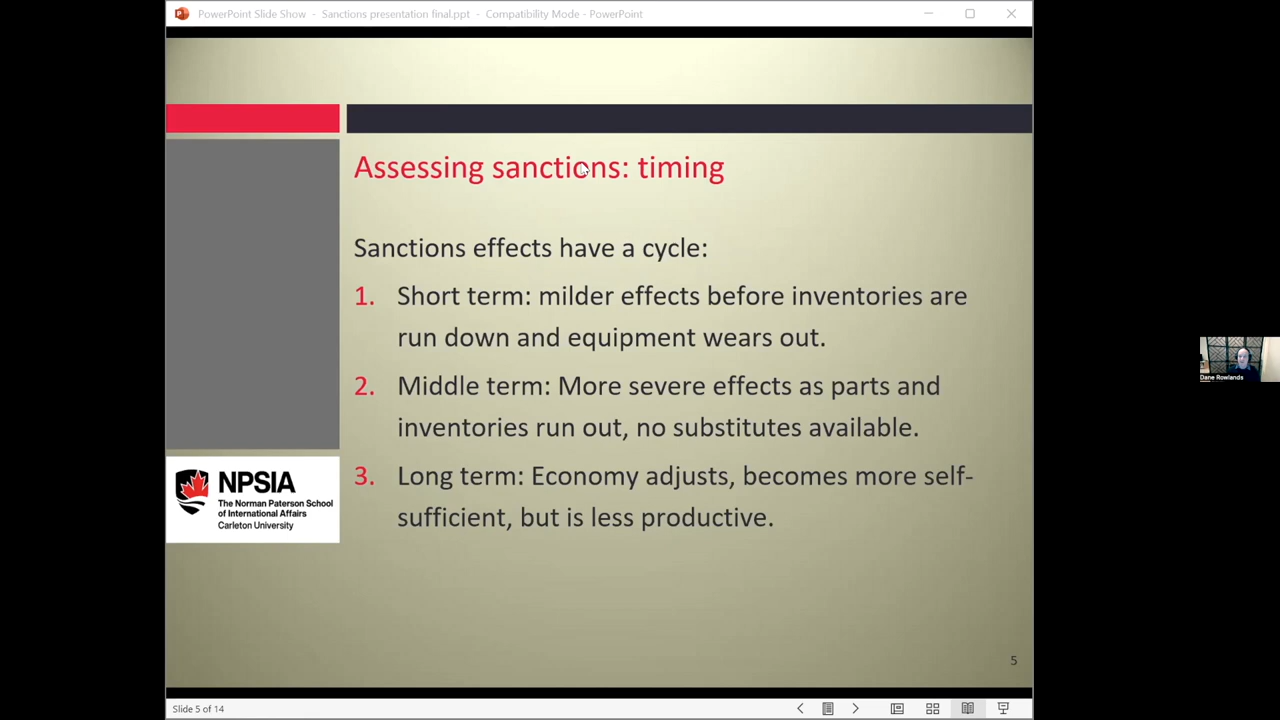 PowerPoint Slide Show - Sanctions presentation final.ppt - Compatibility Mode - PowerPoint
Assessing sanctions: timing
Sanctions effects have a cycle:
1. Short term: milder effects before inventories are
run down and equipment wears out.
2. Middle term: More severe effects as parts and
inventories run out, no substitutes available.
3. Long term: Economy adjusts, becomes more self-
sufficient, but is less productive.
NPSIA
The Norman Paterson School
of International Affairs
Carleton University
5
Slide 5 of 14
Dane Rowlands